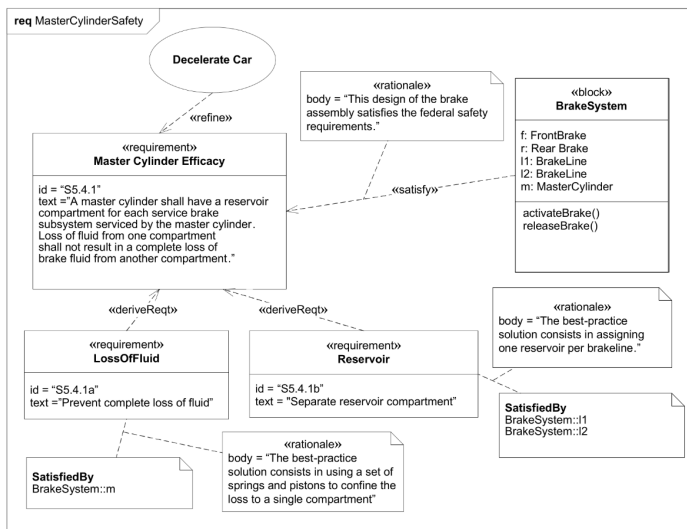 req MasterCylinderSafety
Decelerate Car
«refine»
«rationale»
body = “This design of the brake
assembly satisfies the federal safety
requirements.”
«block»
BrakeSystem
f: FrontBrake
r: Rear Brake
l1: BrakeLine
l2: BrakeLine
m: MasterCylinder
activateBrake()
releaseBrake()
«requirement»
Master Cylinder Efficacy
id = “S5.4.1”
text =”A master cylinder shall have a reservoir
compartment for each service brake
subsystem serviced by the master cylinder.
Loss of fluid from one compartment
shall not result in a complete loss of
brake fluid from another compartment.”
«satisfy»
«deriveReqt»
«deriveReqt»
«requirement»
LossOfFluid
id = “S5.4.1a”
text =”Prevent complete loss of fluid”
«requirement»
Reservoir
id = “S5.4.1b”
text = "Separate reservoir compartment”
«rationale»
body = “The best-practice
solution consists in assigning
one reservoir per brakeline.”
SatisfiedBy
BrakeSystem::l1
BrakeSystem::l2
«rationale»
body = “The best-practice
solution consists in using a set of
springs and pistons to confine the
loss to a single compartment”
SatisfiedBy
BrakeSystem::m